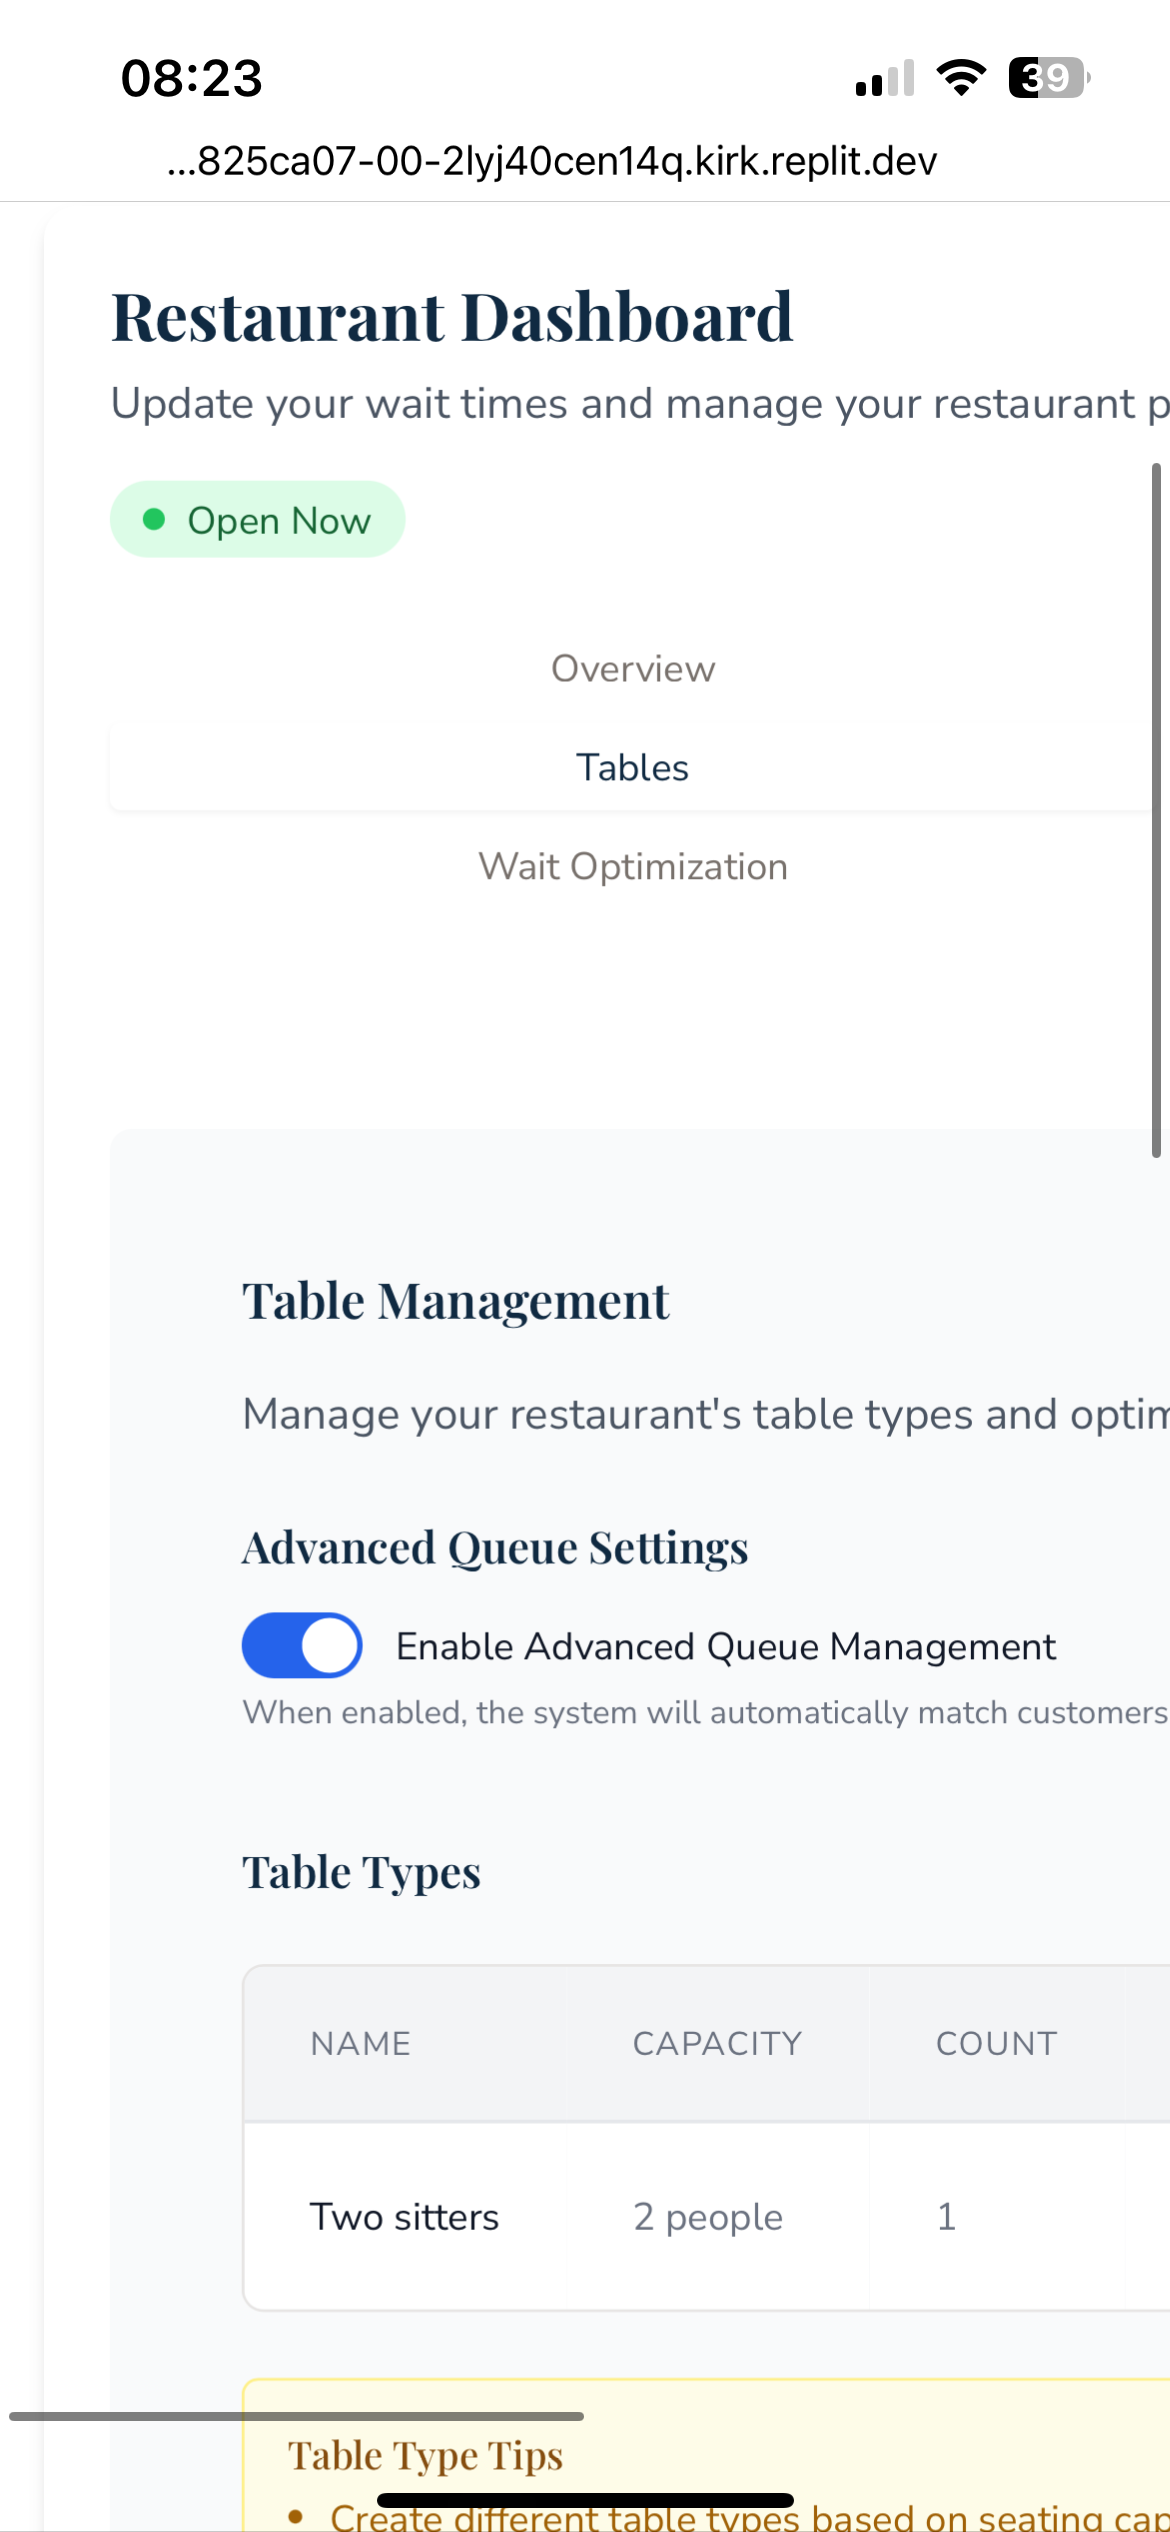 08:23
39
...825ca07-00-2lyj40cen14q.kirk.replit.dev
Restaurant Dashboard
Update your wait times and manage your restaurant p
Open Now
Overview
Tables
Wait Optimization
Table Management
Manage your restaurant's table types and optim
Advanced Queue Settings
Enable Advanced Queue Management
When enabled, the system will automatically match customers
Table Types
NAME CAPACITY COUNT
Two sitters 2 people 1
Table Type Tips
• Create different table types based on seating cap